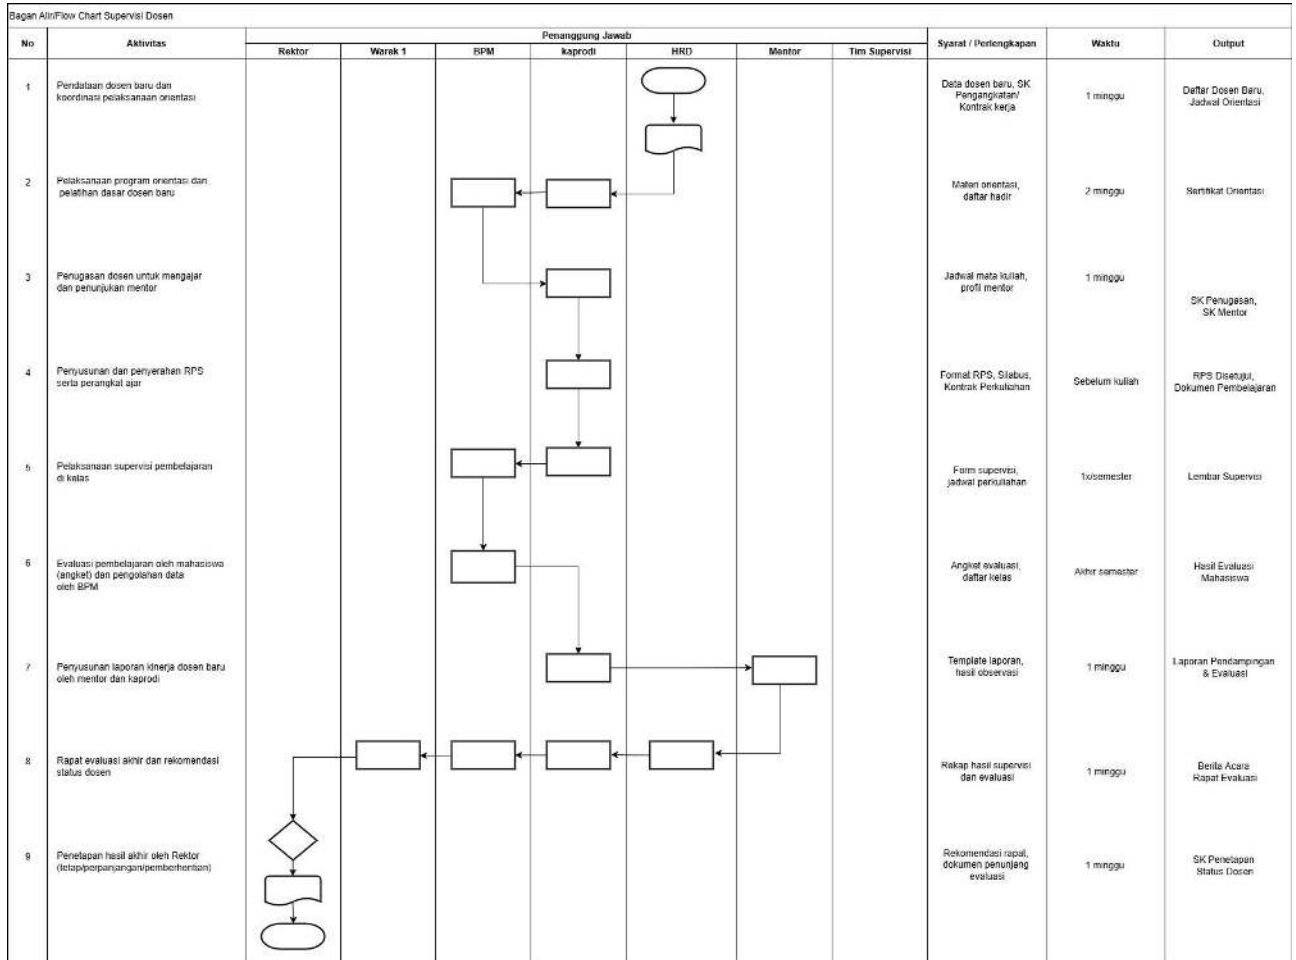 Bagan Alir/Flow Chart Supervisi Dosen
No
Aktivitas
Penanggung Jawab
Rektor
Warek 1
BPM
kaprodi
HRD
Mentor
Tim Supervisi
Syarat / Perlengkapan
Waktu
Output
1
Pendataan dosen baru dan
koordinasi pelaksanaan orientasi
Data dosen baru, SK
Pengangkatan/
Kontrak kerja
1 minggu
Daftar Dosen Baru,
Jadwal Orientasi
2
Pelaksanaan program orientasi dan
pelatihan dasar dosen baru
Materi orientasi,
daftar hadir
2 minggu
Sertifikat Orientasi
3
Penugasan dosen untuk mengajar
dan penunjukan mentor
Jadwal mata kuliah,
profil mentor
1 minggu
SK Penugasan,
SK Mentor
4
Penyusunan dan penyerahan RPS
serta perangkat ajar
Format RPS, Silabus,
Kontrak Perkuliahan
Sebelum kuliah
RPS Disetujui,
Dokumen Pembelajaran
5
Pelaksanaan supervisi pembelajaran
di kelas
Form supervisi,
jadwal perkuliahan
1x/semester
Lembar Supervisi
6
Evaluasi pembelajaran oleh mahasiswa
(angket) dan pengolahan data
oleh BPM
Angket evaluasi,
daftar kelas
Akhir semester
Hasil Evaluasi
Mahasiswa
7
Penyusunan laporan kinerja dosen baru
oleh mentor dan kaprodi
Template laporan,
hasil observasi
1 minggu
Laporan Pendampingan
& Evaluasi
8
Rapat evaluasi akhir dan rekomendasi
status dosen
Rekap hasil supervisi
dan evaluasi
1 minggu
Berita Acara
Rapat Evaluasi
9
Penetapan hasil akhir oleh Rektor
(tetap/perpanjangan/pemberhentian)
Rekomendasi rapat,
dokumen penunjang
evaluasi
1 minggu
SK Penetapan
Status Dosen